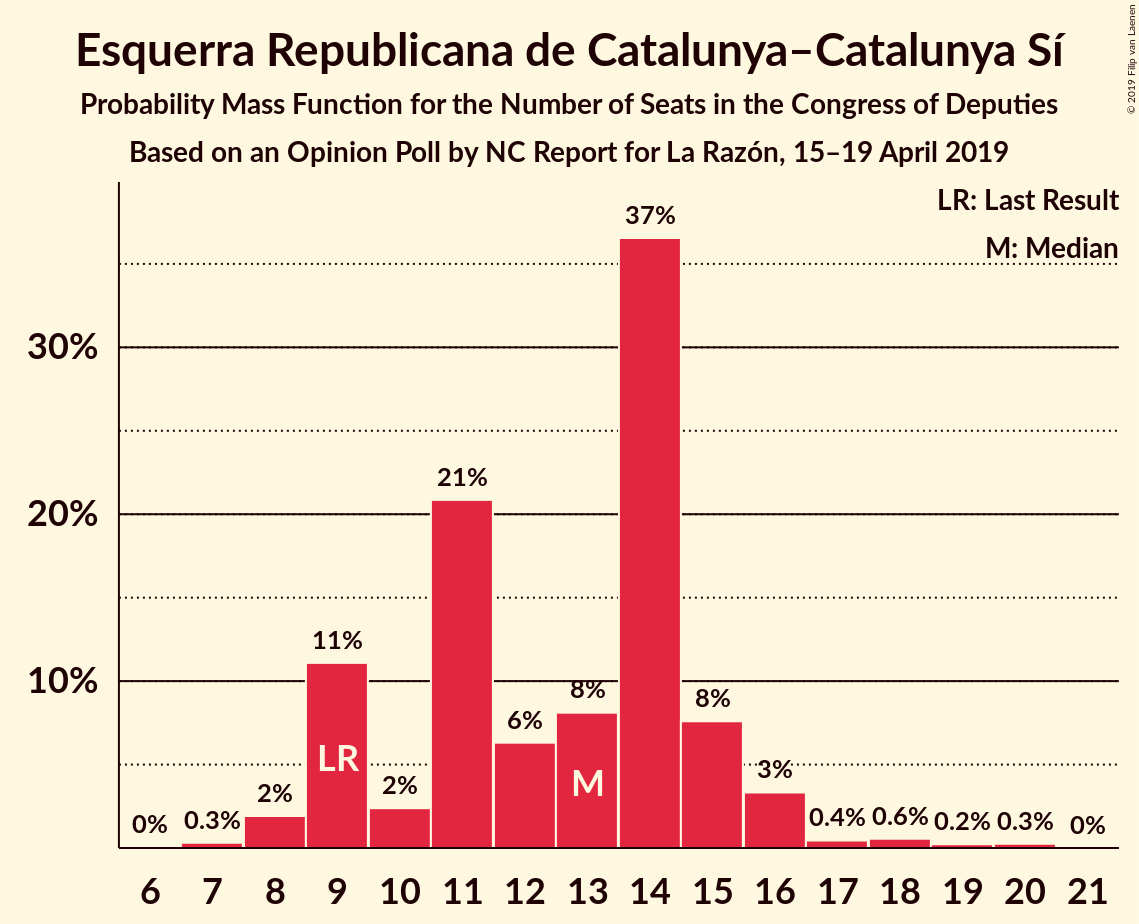 Esquerra Republicana de Catalunya–Catalunya Sí
Probability Mass Function for the Number of Seats in the Congress of Deputies
Based on an Opinion Poll by NC Report for La Razón, 15–19 April 2019
© 2019 Filip van Laenen
LR: Last Result
M: Median
37%
30%
21%
20%
11%
10%
8%
8%
6%
LR
M
3%
2%
2%
0%
0.3%
0.4%
0.6%
0.2%
0.3%
0%
6 7 8 9 10 11 12 13 14 15 16 17 18 19 20 21